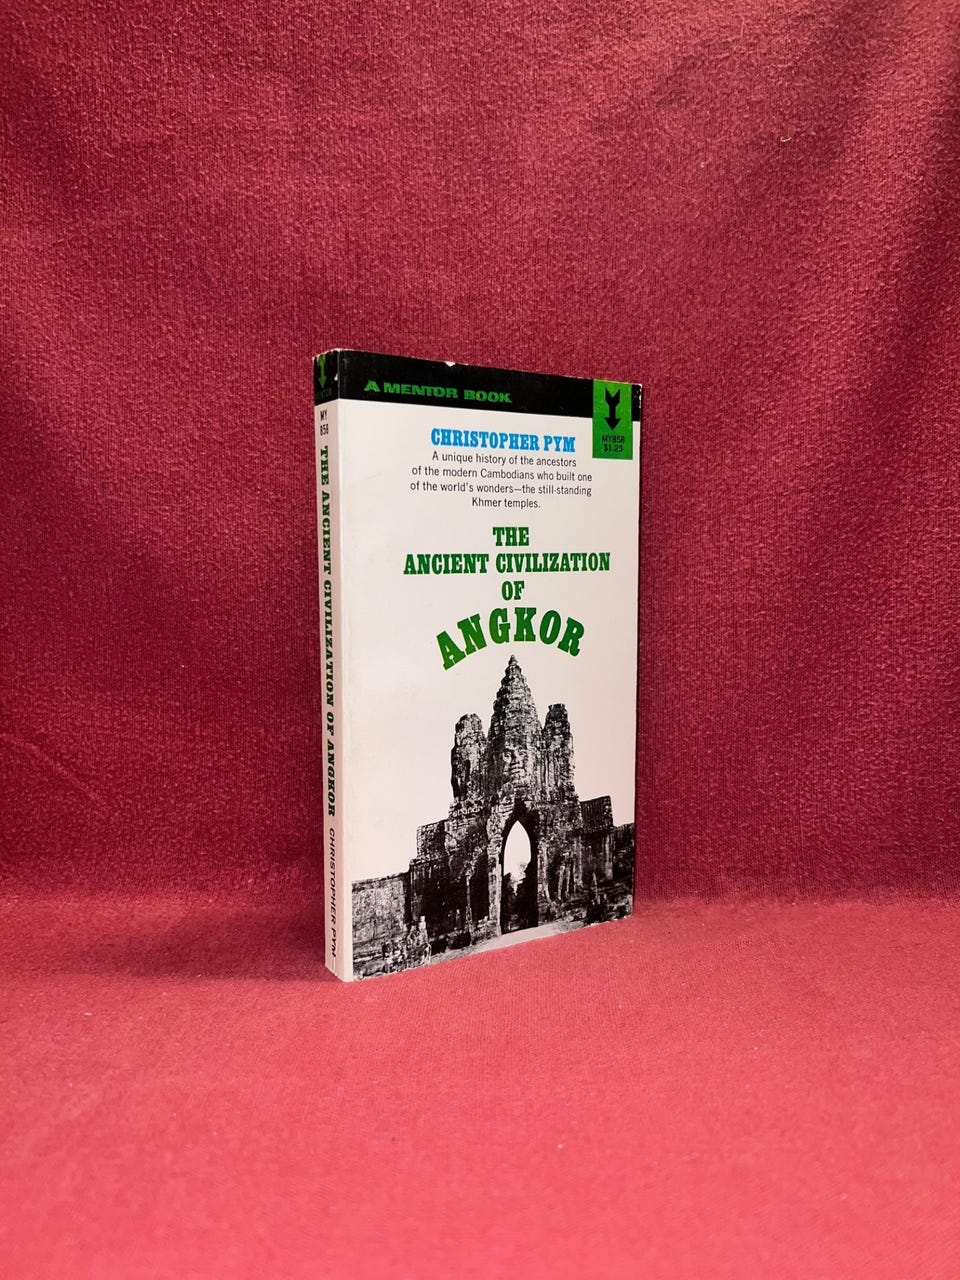 MY
858
THE ANCIENT CIVILIZATION OF ANGKOR
CHRISTOPHER PYM
A MENTOR BOOK
MY858
$1.25
CHRISTOPHER PYM
A unique history of the ancestors
of the modern Cambodians who built one
of the world's wonders—the still-standing
Khmer temples.
THE
ANCIENT CIVILIZATION
OF
ANGKOR